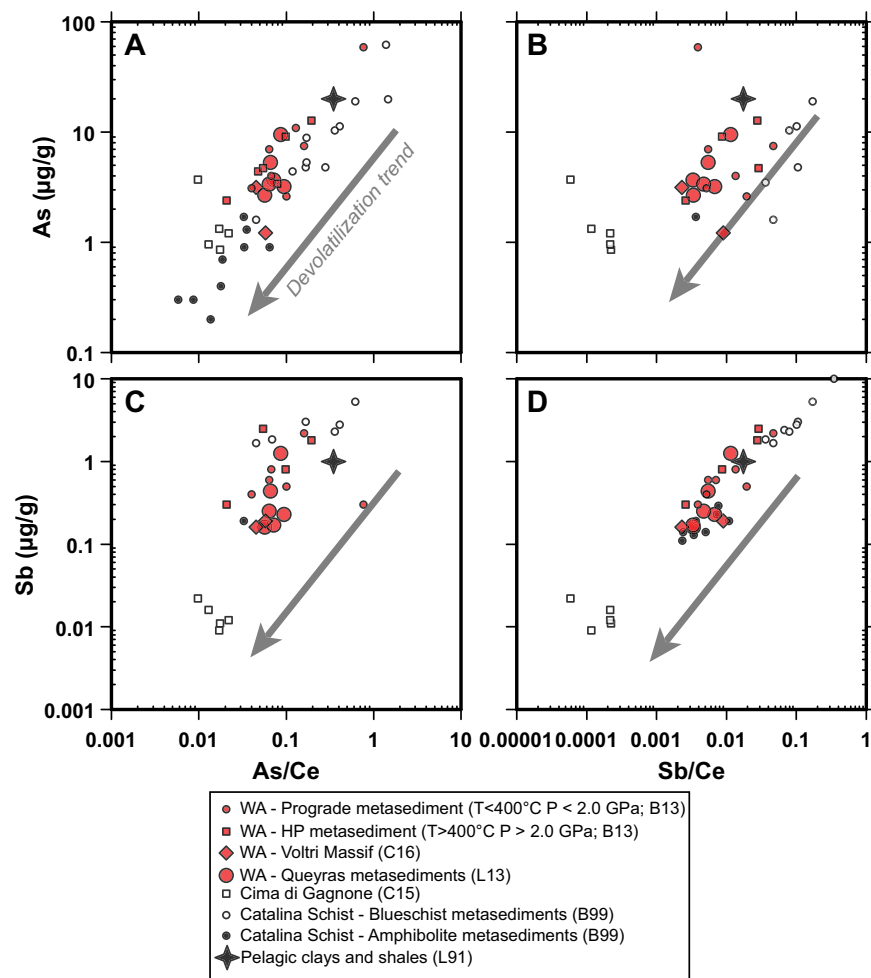 100
10
1
0.1
As (µg/g)
A
Devolatilization trend
B
10
1
0.1
0.01
0.001
Sb (µg/g)
C
D
0.001 0.01 0.1 1 10
As/Ce
0.00001 0.0001 0.001 0.01 0.1 1
Sb/Ce
WA - Prograde metasediment (T<400°C P < 2.0 GPa; B13)
WA - HP metasediment (T>400°C P > 2.0 GPa; B13)
WA - Voltri Massif (C16)
WA - Queyras metasediments (L13)
Cima di Gagnone (C15)
Catalina Schist - Blueschist metasediments (B99)
Catalina Schist - Amphibolite metasediments (B99)
Pelagic clays and shales (L91)